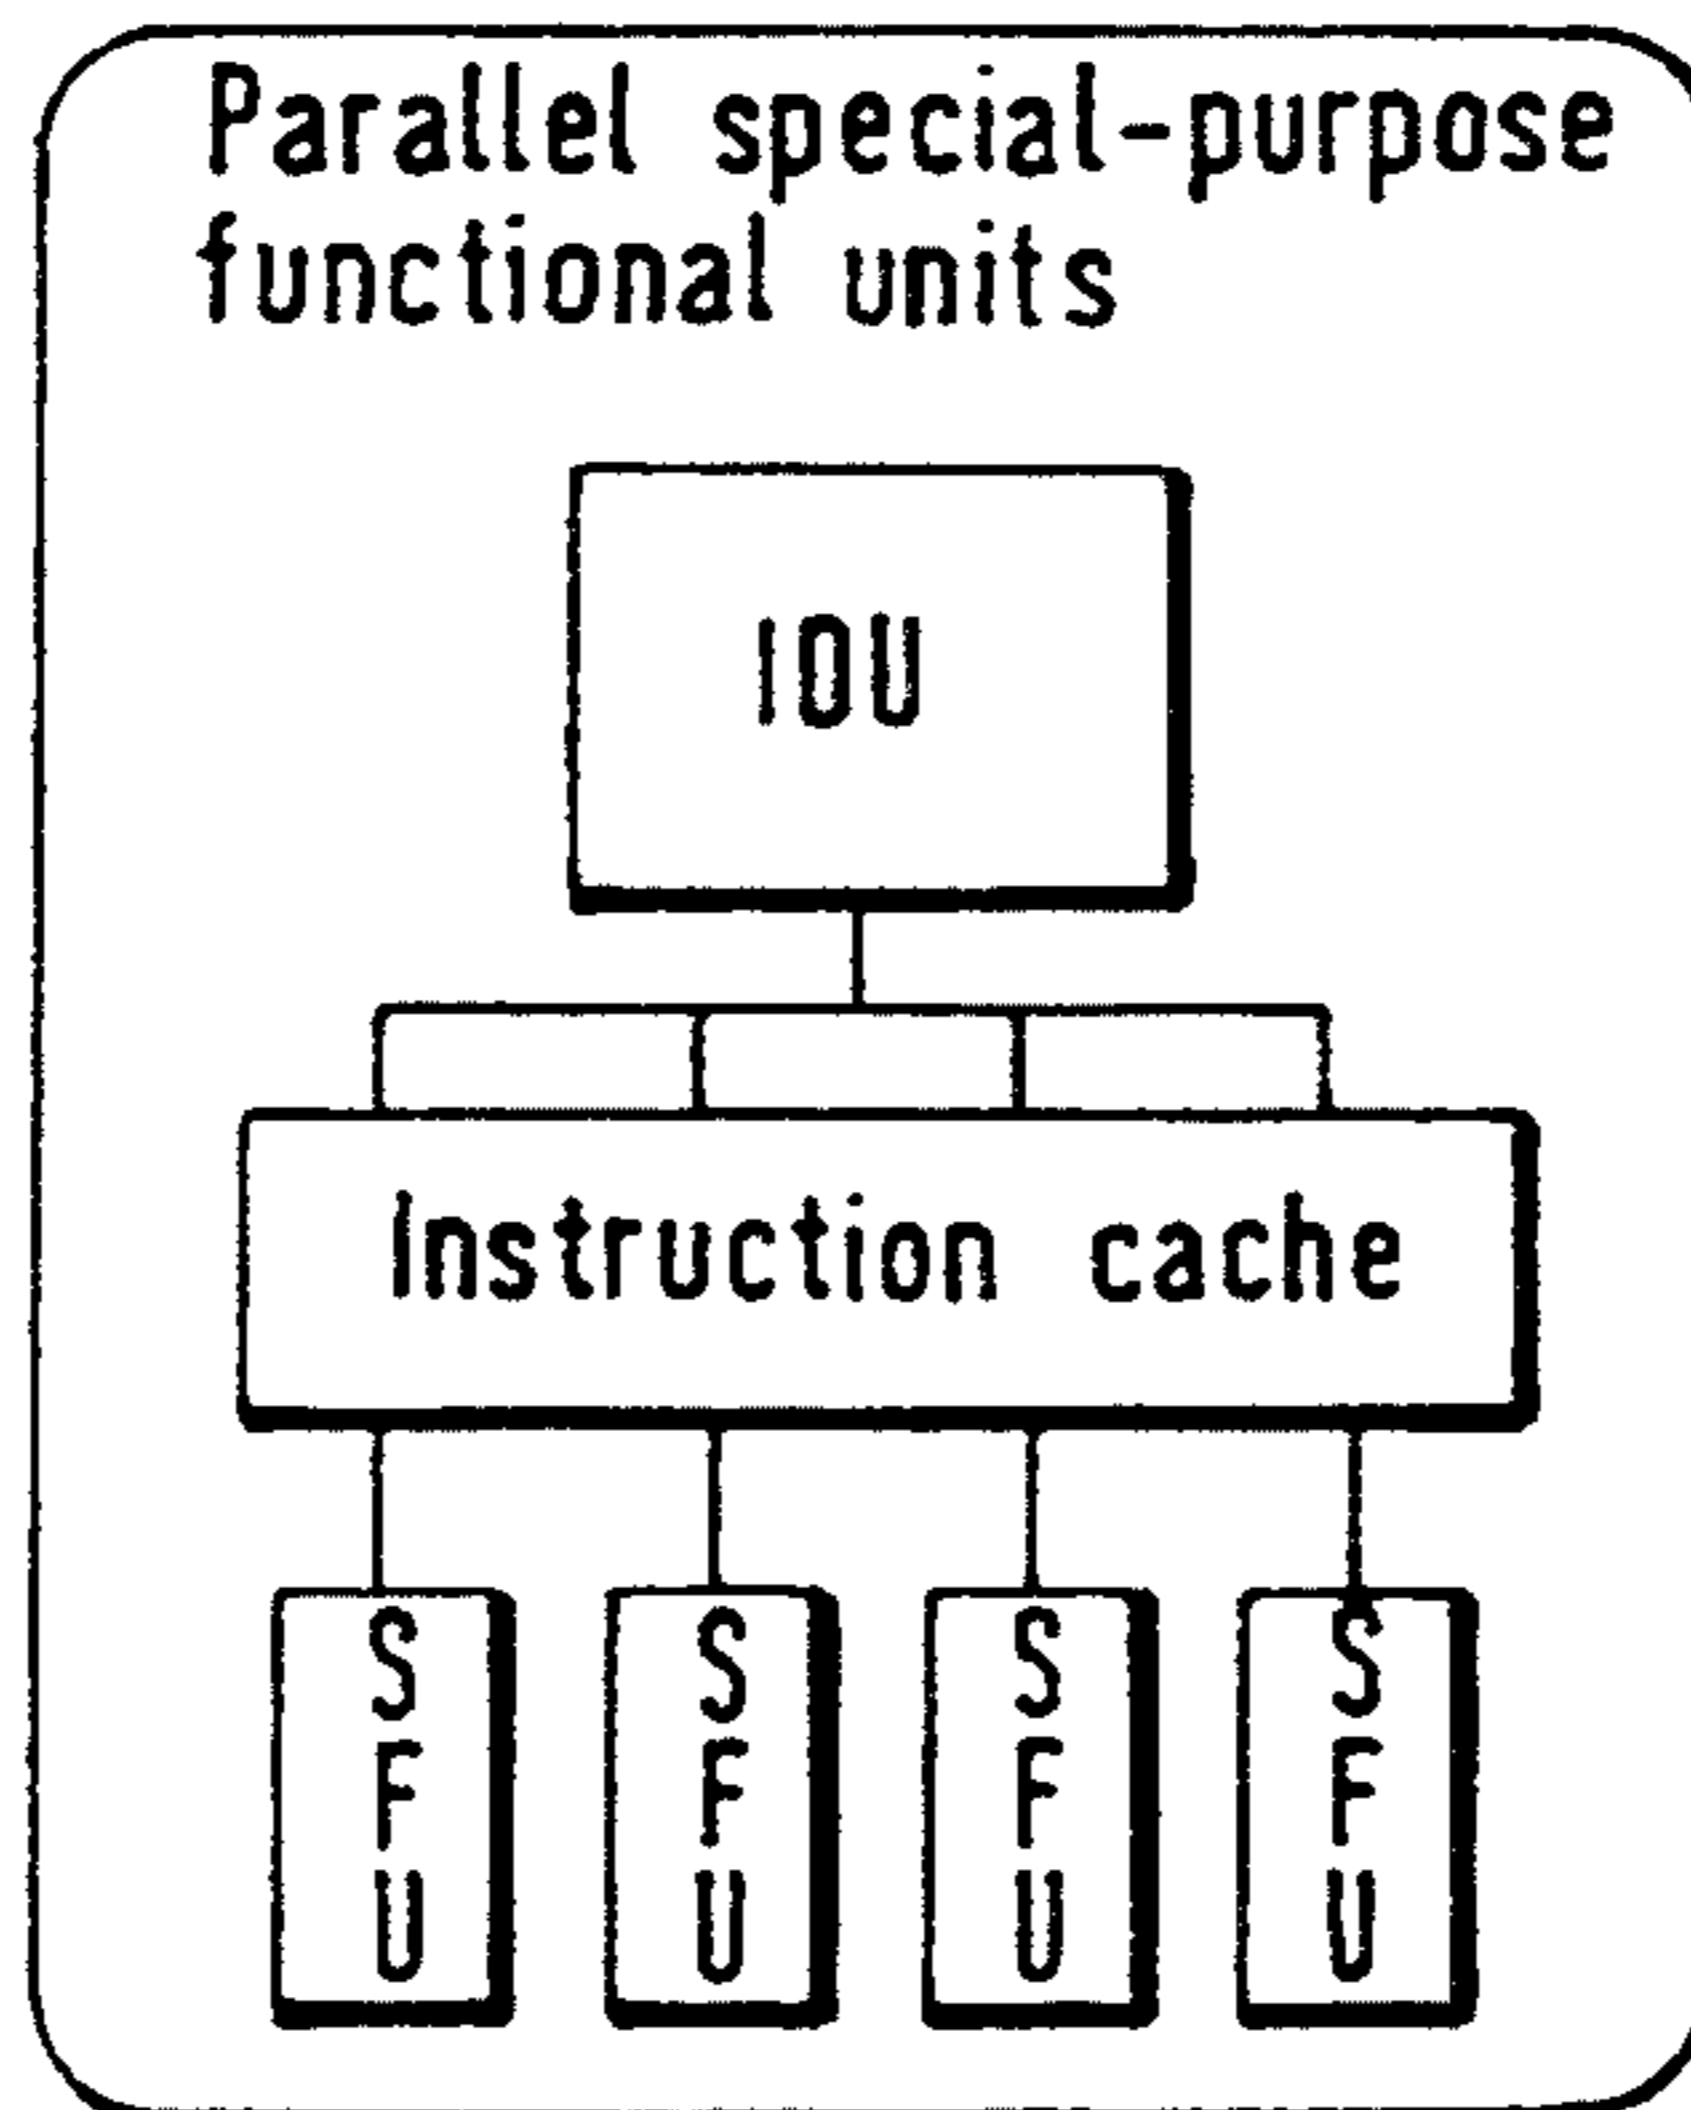 Parallel special-purpose
functional units
IOU
Instruction cache
S S S S
F F F F
U U U U